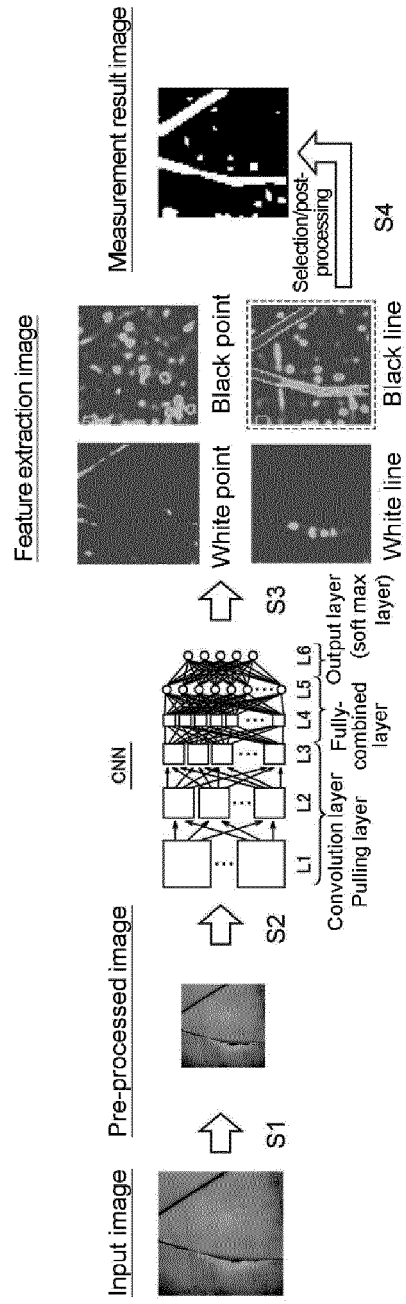 Input image
S1
Pre-processed image
S2
CNN
L1 L2 L3 L4 L5 L6
Convolution layer
Pulling layer
Fully-
combined
layer
Output layer
(soft max
layer)
S3
Feature extraction image
White point
Black point
White line
Black line
Selection/post-
processing
S4
Measurement result image